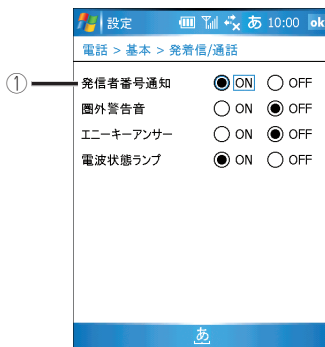 設定 あ 10:00 ok
電話 > 基本 > 発着信/通話
① 発信者番号通知 ON OFF
圏外警告音 ON OFF
エニーキーアンサー ON OFF
電波状態ランプ ON OFF
あ